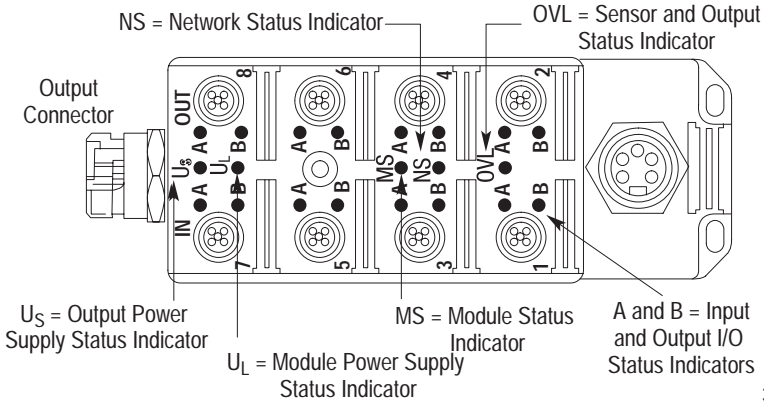 NS = Network Status Indicator
OVL = Sensor and Output
Status Indicator
Output
Connector
OUT
8
6
4
2
A
B
A
B
A
B
A
B
US
UL
MS
NS
OVL
A
B
A
B
A
B
A
B
IN
7
5
3
1
US = Output Power
Supply Status Indicator
UL = Module Power Supply
Status Indicator
MS = Module Status
Indicator
A and B = Input
and Output I/O
Status Indicators